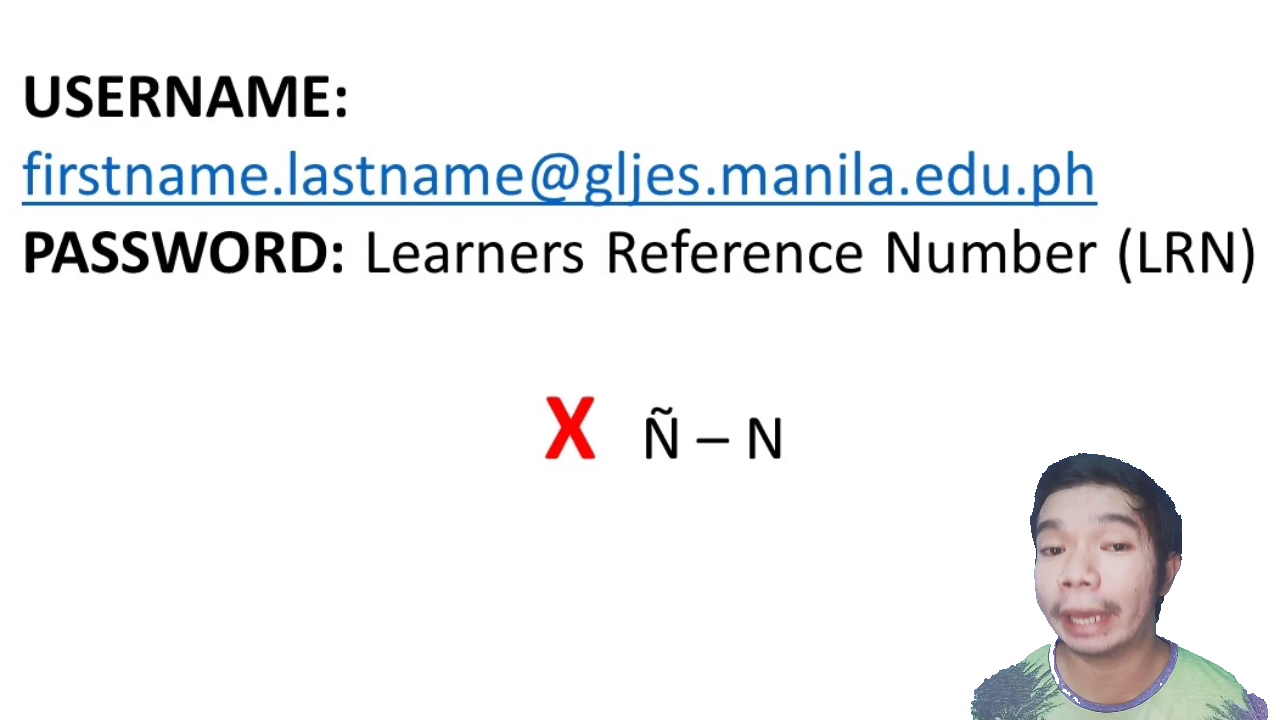 USERNAME:
firstname.lastname@gljes.manila.edu.ph
PASSWORD: Learners Reference Number (LRN)
X Ñ – N